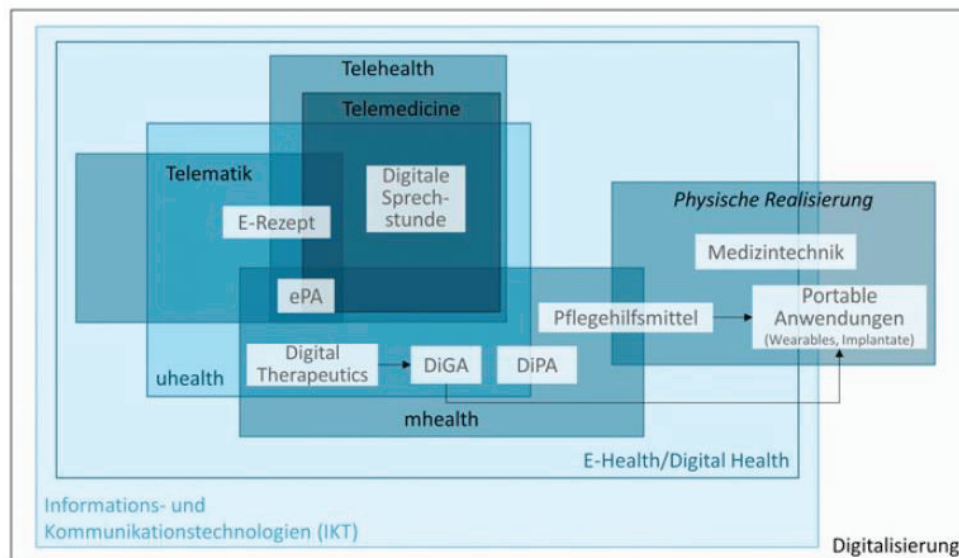 Telehealth
Telemedicine
Telematik
Digitale
Sprech-
stunde
E-Rezept
Physische Realisierung
Medizintechnik
ePA
Pflegehilfsmittel
Portable
Anwendungen
(Wearables, Implantate)
Digital
Therapeutics
DiGA
DiPA
uhealth
mhealth
E-Health/Digital Health
Informations- und
Kommunikationstechnologien (IKT)
Digitalisierung